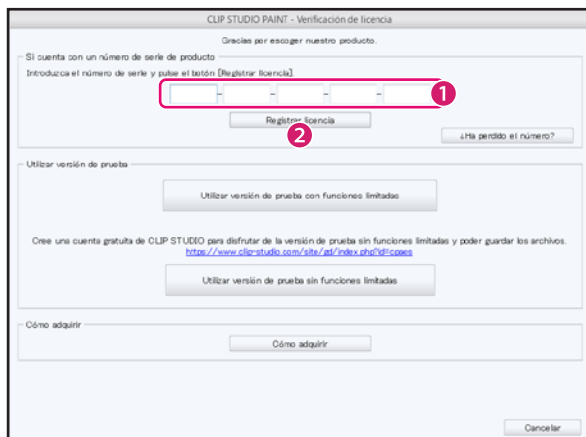 CLIP STUDIO PAINT - Verificación de licencia
Gracias por escoger nuestro producto.
Si cuenta con un número de serie de producto
Introduzca el número de serie y pulse el botón [Registrar licencia].
- - - -
1
Registrar licencia
2
¿Ha perdido el número?
Utilizar versión de prueba
Utilizar versión de prueba con funciones limitadas
Cree una cuenta gratuita de CLIP STUDIO para disfrutar de la versión de prueba sin funciones limitadas y poder guardar los archivos.
https://www.clip-studio.com/site/gd/index.php?id=cpaes
Utilizar versión de prueba sin funciones limitadas
Cómo adquirir
Cómo adquirir
Cancelar